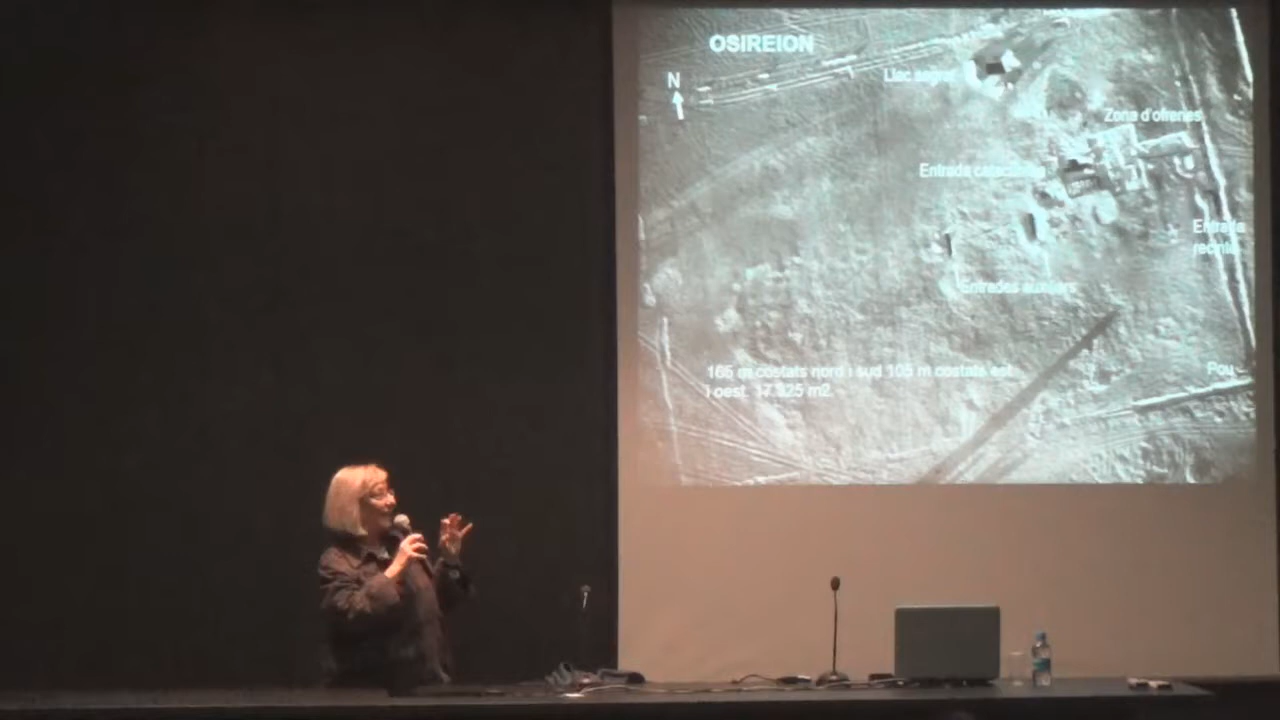 OSIREION
N
Llac sagrat
Zona d'ofrenes
Entrada
Entrada
recinte
Entrades auxiliars
165 m costats nord i sud 105 m costats est
i oest. 17.325 m2.
Pou